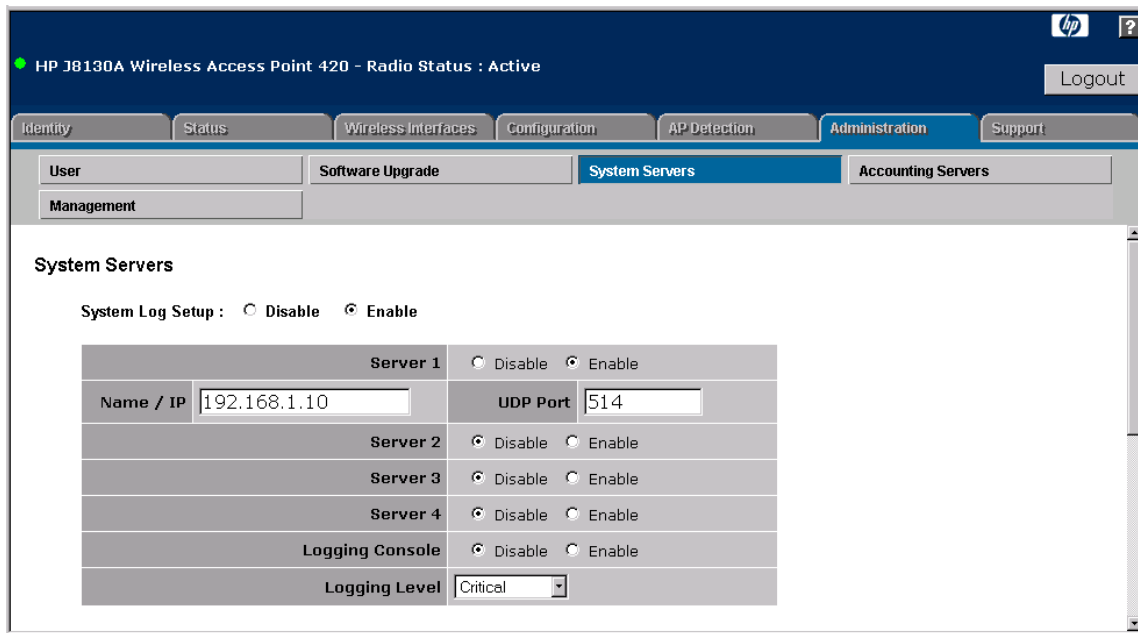 hp ?
HP J8130A Wireless Access Point 420 - Radio Status : Active
Logout
Identity Status Wireless Interfaces Configuration AP Detection Administration Support
User Software Upgrade System Servers Accounting Servers
Management
System Servers
System Log Setup : Disable Enable
Server 1 Disable Enable
Name / IP 192.168.1.10 UDP Port 514
Server 2 Disable Enable
Server 3 Disable Enable
Server 4 Disable Enable
Logging Console Disable Enable
Logging Level Critical